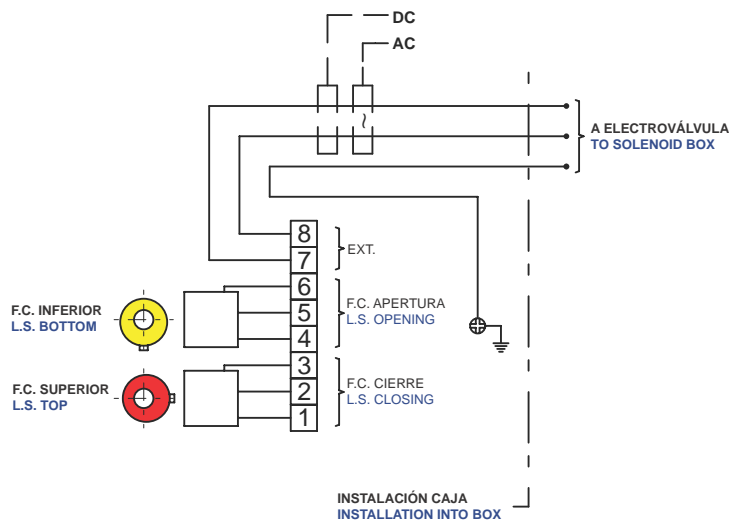 DC
AC
A ELECTROVÁLVULA
TO SOLENOID BOX
8
7
EXT.
6
5
4
F.C. APERTURA
L.S. OPENING
F.C. INFERIOR
L.S. BOTTOM
3
2
1
F.C. CIERRE
L.S. CLOSING
F.C. SUPERIOR
L.S. TOP
INSTALACIÓN CAJA
INSTALLATION INTO BOX